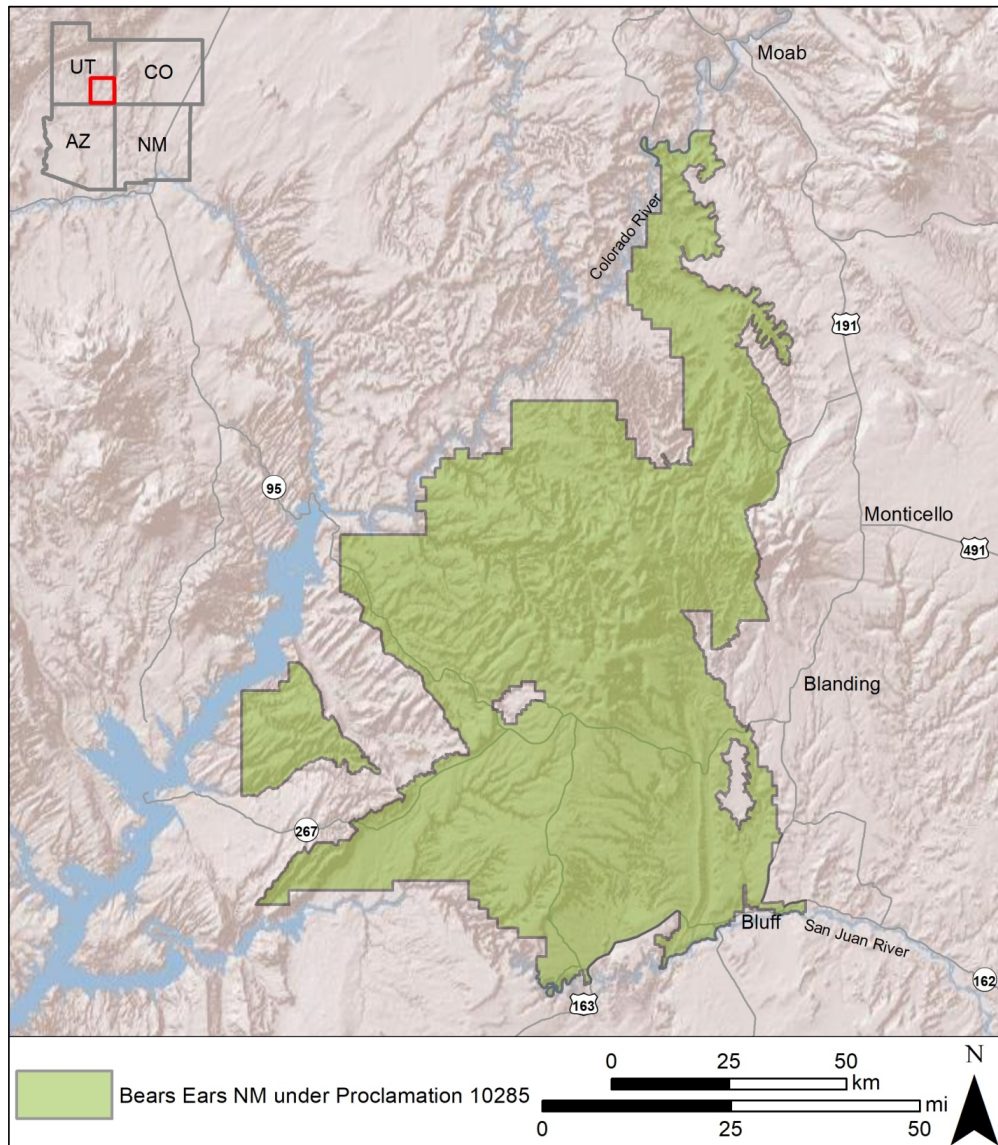 UT
CO
AZ
NM
Moab
Colorado River
191
95
Monticello
491
Blanding
267
Bluff
San Juan River
162
163
Bears Ears NM under Proclamation 10285
0 25 50
km
mi
0 25 50
N